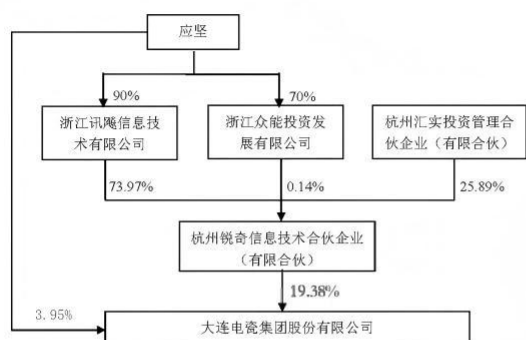 应坚
90%
70%
浙江讯飚信息技
术有限公司
浙江众能投资发
展有限公司
杭州汇实投资管理合
伙企业（有限合伙）
73.97%
0.14%
25.89%
杭州锐奇信息技术合伙企业
（有限合伙）
19.38%
3.95%
大连电瓷集团股份有限公司